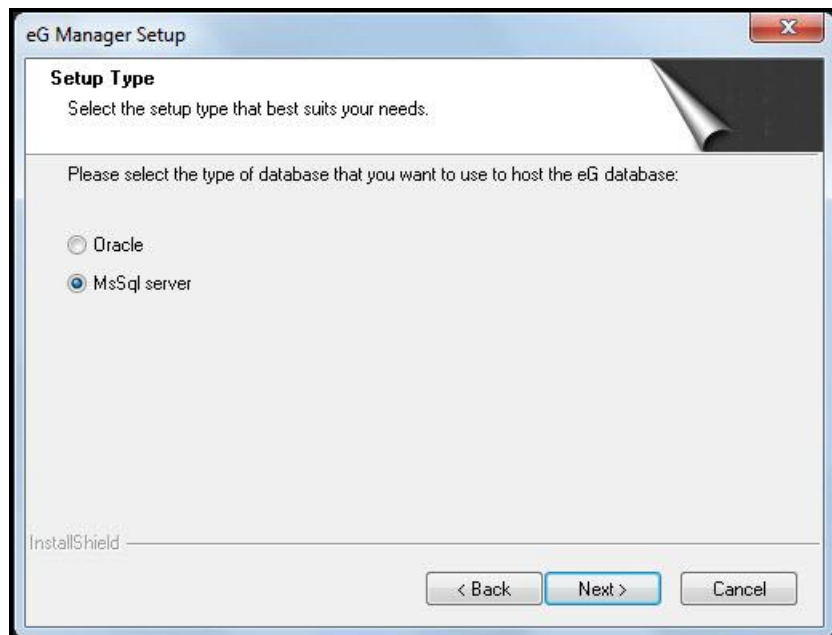 eG Manager Setup
Setup Type
Select the setup type that best suits your needs.
Please select the type of database that you want to use to host the eG database:
Oracle
MsSql server
InstallShield
< Back Next > Cancel